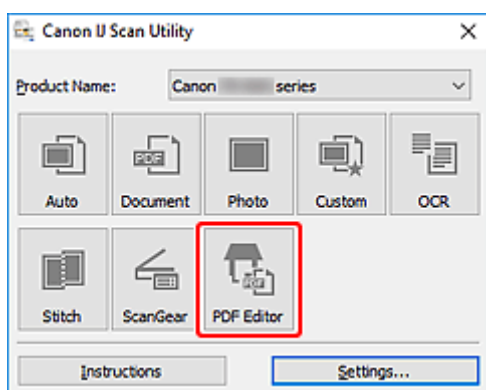 Canon IJ Scan Utility
Product Name: Canon series
Auto Document Photo Custom OCR
PDF
Stitch ScanGear PDF Editor
PDF
Instructions Settings...